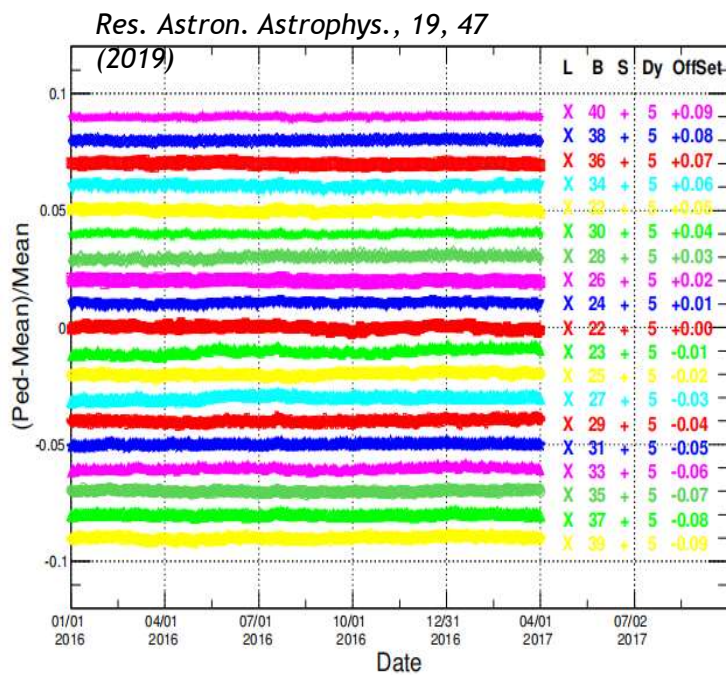 Res. Astron. Astrophys., 19, 47
(2019)
L B S Dy OffSet
0.1
X 40 + 5 +0.09
X 38 + 5 +0.08
X 36 + 5 +0.07
X 34 + 5 +0.06
0.05
X 32 + 5 +0.05
X 30 + 5 +0.04
X 28 + 5 +0.03
X 26 + 5 +0.02
X 24 + 5 +0.01
0
X 22 + 5 +0.00
X 23 + 5 -0.01
X 25 + 5 -0.02
X 27 + 5 -0.03
X 29 + 5 -0.04
-0.05
X 31 + 5 -0.05
X 33 + 5 -0.06
X 35 + 5 -0.07
X 37 + 5 -0.08
X 39 + 5 -0.09
-0.1
(Ped-Mean)/Mean
01/01 04/01 07/01 10/01 12/31 04/01 07/02
2016 2016 2016 2016 2016 2017 2017
Date